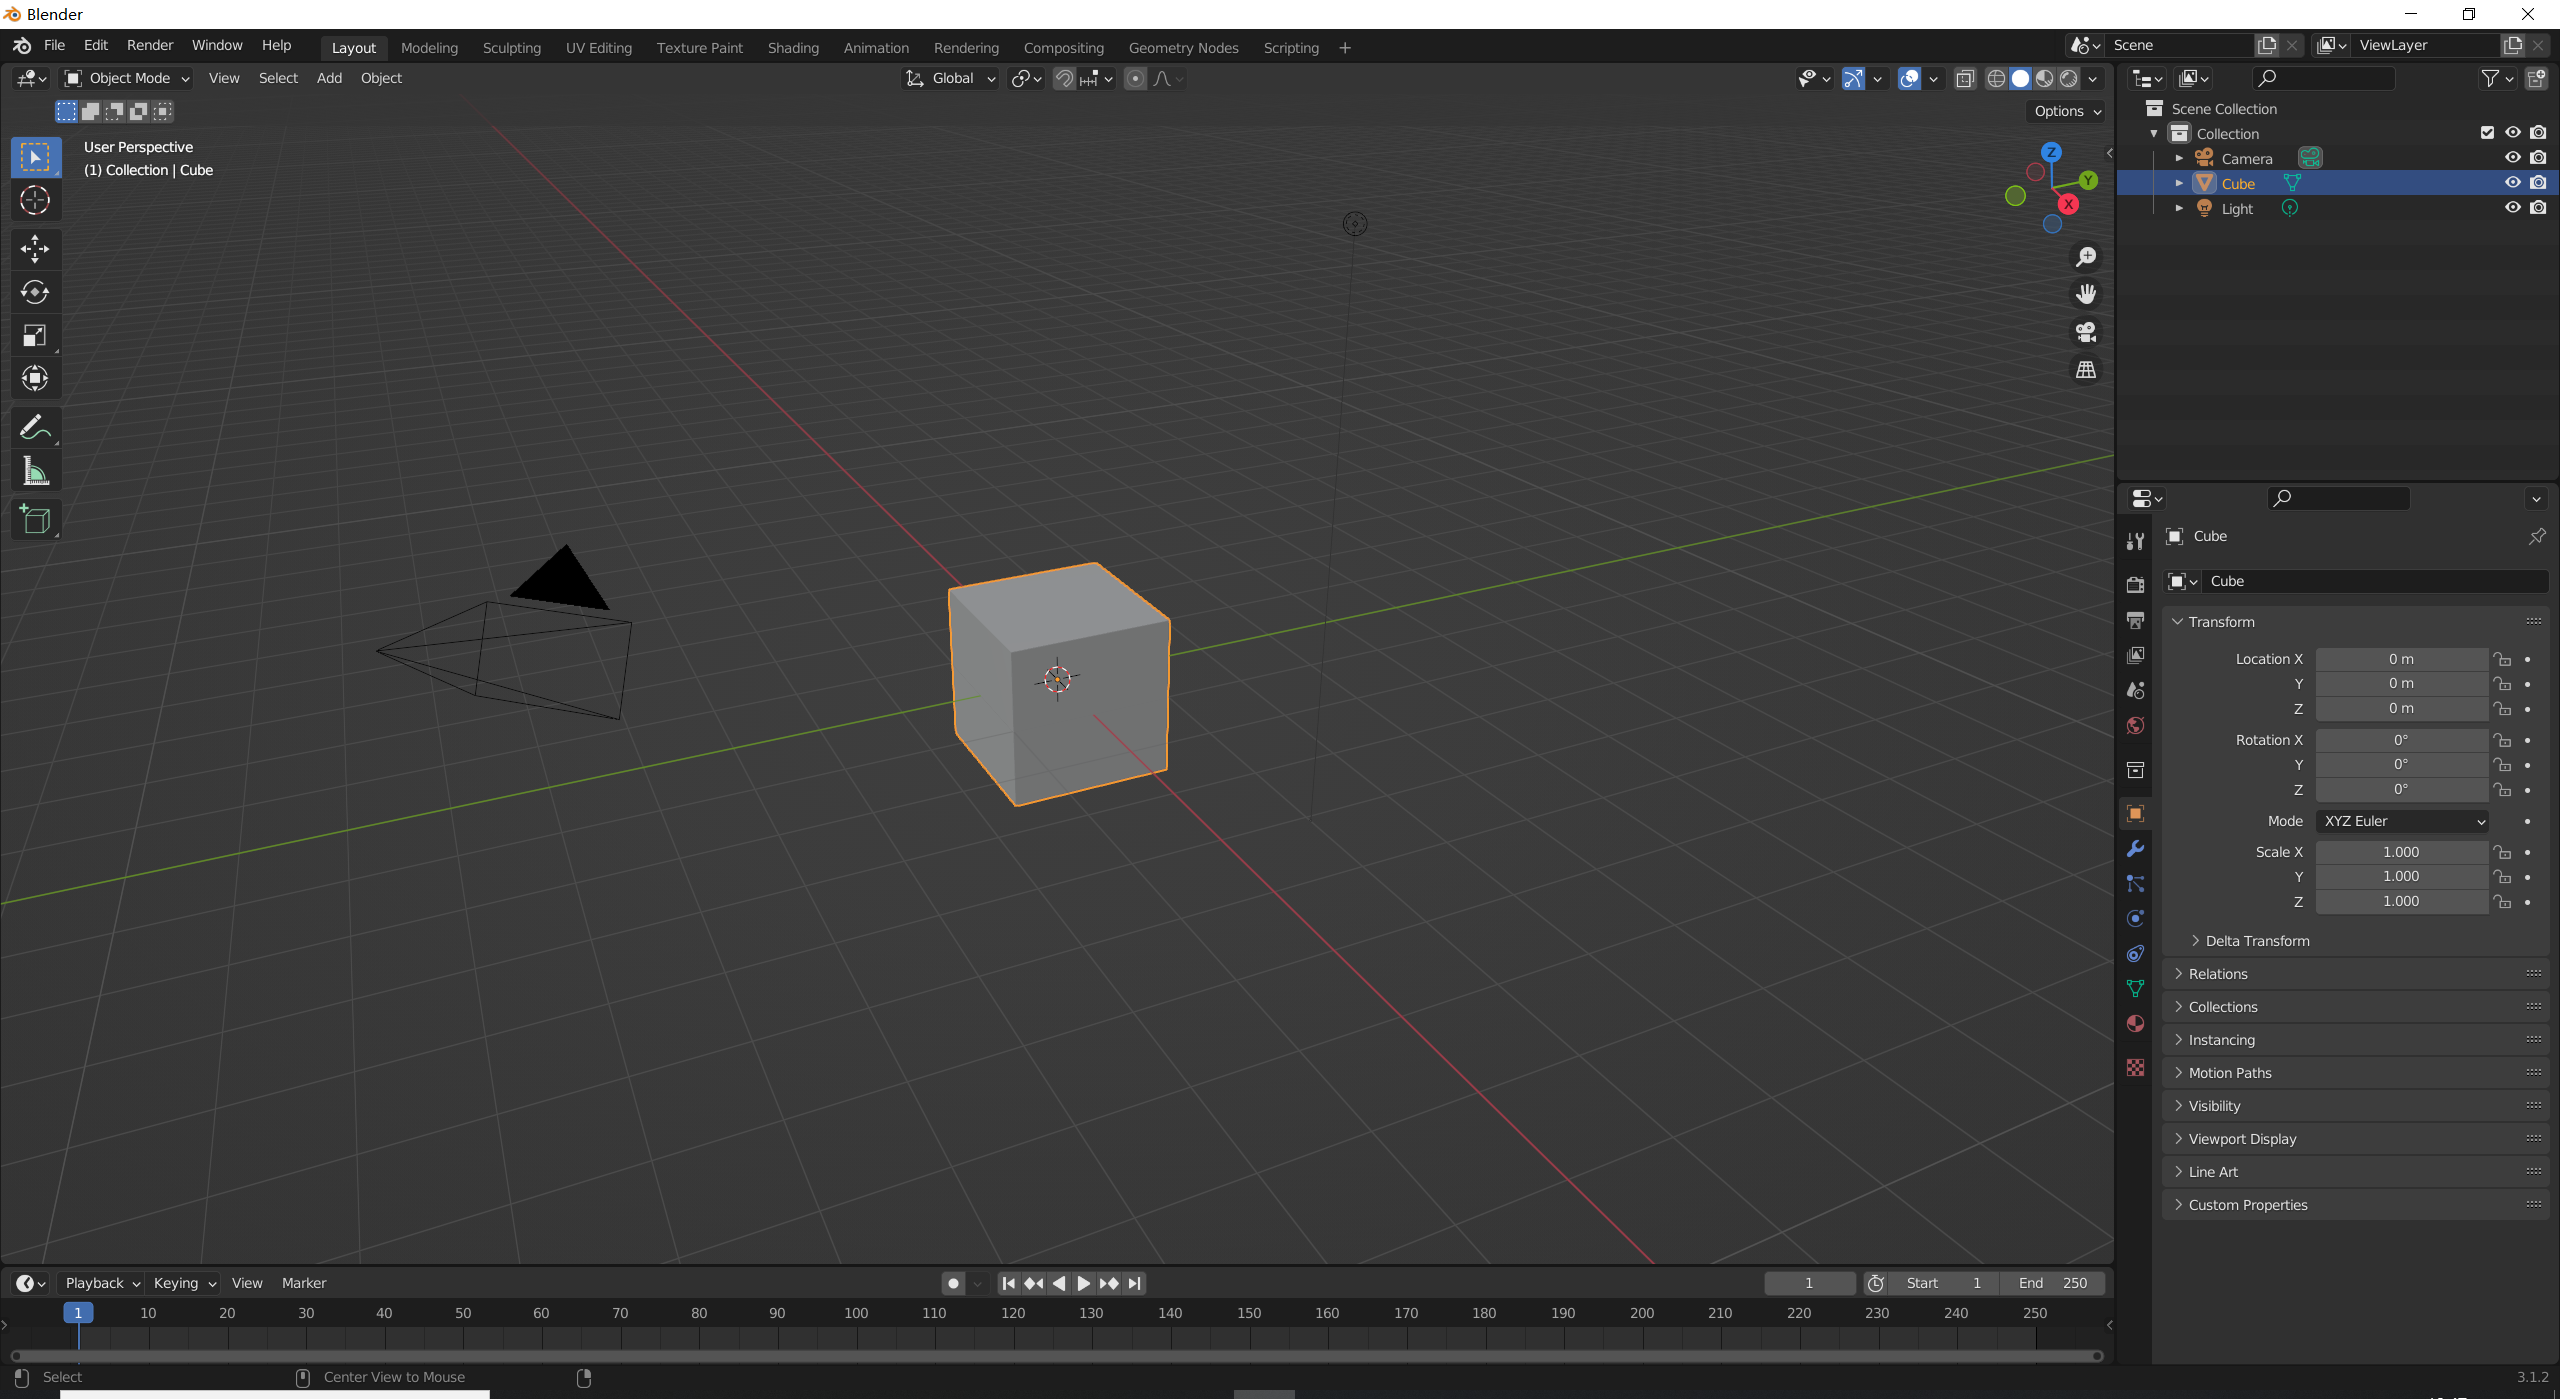 Blender
File Edit Render Window Help Layout Modeling Sculpting UV Editing Texture Paint Shading Animation Rendering Compositing Geometry Nodes Scripting + Scene ViewLayer
Object Mode View Select Add Object Global
Options
User Perspective
(1) Collection | Cube
Z
Y
X
Scene Collection
Collection
Camera
Cube
Light
Cube
Cube
Transform
Location X 0 m
Y 0 m
Z 0 m
Rotation X 0°
Y 0°
Z 0°
Mode XYZ Euler
Scale X 1.000
Y 1.000
Z 1.000
Delta Transform
Relations
Collections
Instancing
Motion Paths
Visibility
Viewport Display
Line Art
Custom Properties
Playback Keying View Marker 1 Start 1 End 250
1 10 20 30 40 50 60 70 80 90 100 110 120 130 140 150 160 170 180 190 200 210 220 230 240 250
Select Center View to Mouse 3.1.2